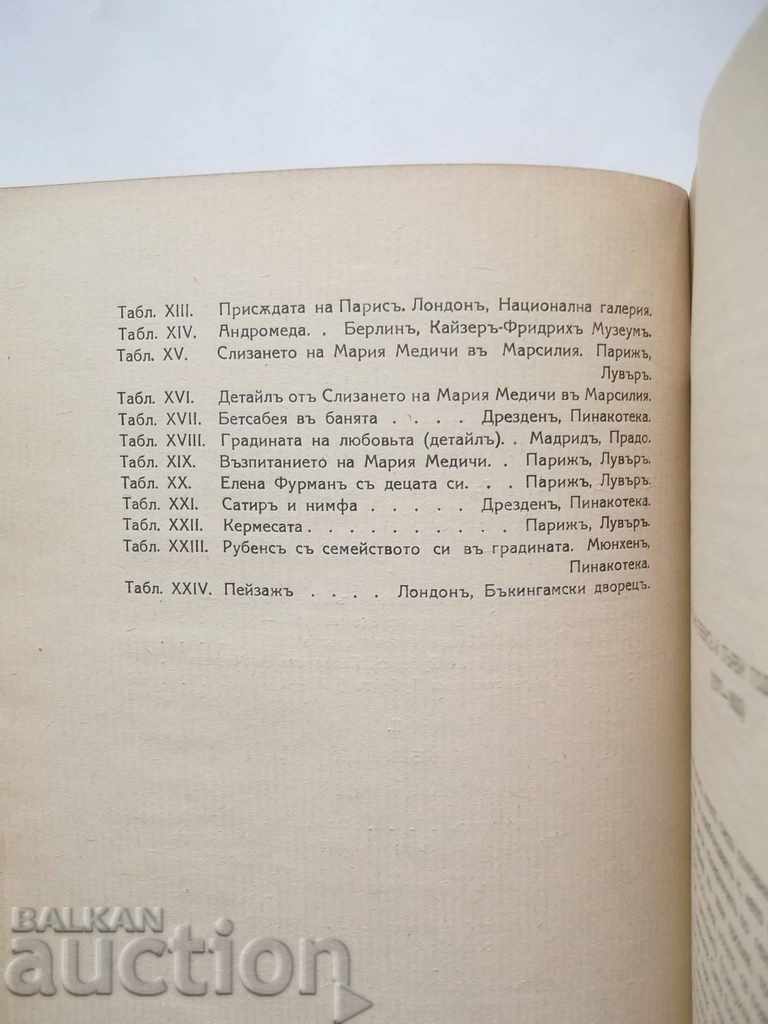 Табл. XIII. Присѫдата на Парисъ. Лондонъ, Национална галерия.
Табл. XIV. Андромеда. . Берлинъ, Кайзеръ-Фридрихъ Музеумъ.
Табл. XV. Слизането на Мария Медичи въ Марсилия. Парижъ,
Лувъръ.
Табл. XVI. Детайлъ отъ Слизането на Мария Медичи въ Марсилия.
Табл. XVII. Бетсабея въ банята . . . . Дрезденъ, Пинакотека.
Табл. XVIII. Градината на любовьта (детайлъ). . Мадридъ, Прадо.
Табл. XIX. Възпитанието на Мария Медичи. . Парижъ, Лувъръ.
Табл. XX. Елена Фурман съ децата си. . . Парижъ, Лувъръ.
Табл. XXI. Сатиръ и нимфа . . . . . Дрезденъ, Пинакотека.
Табл. XXII. Кермесата . . . . . . . . . . Парижъ, Лувъръ.
Табл. XXIII. Рубенсъ съ семейството си въ градината. Мюнхенъ,
Пинакотека.
Табл. XXIV. Пейзажъ . . . . Лондонъ, Бъкингамски дворецъ.
BALKAN
auction